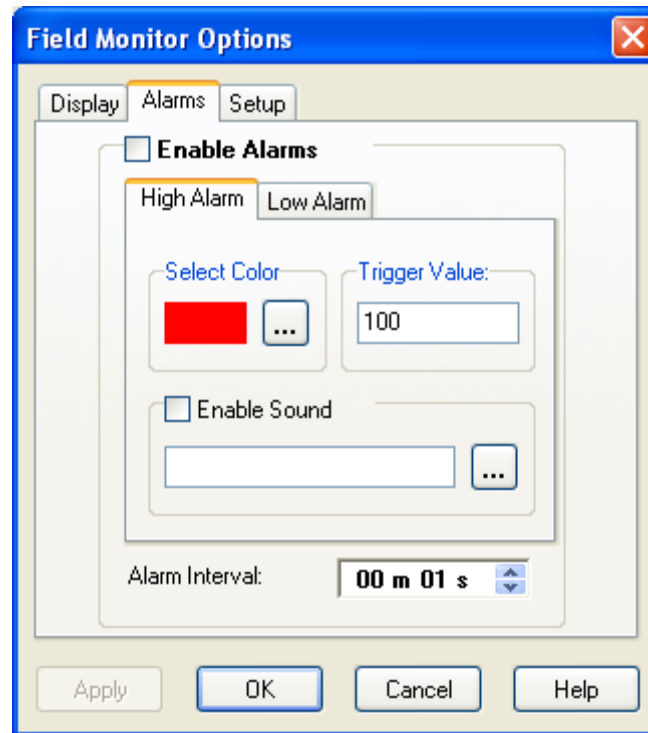 Field Monitor Options
Display Alarms Setup
Enable Alarms
High Alarm Low Alarm
Select Color Trigger Value:
... 100
Enable Sound
...
Alarm Interval: 00 m 01 s
Apply OK Cancel Help